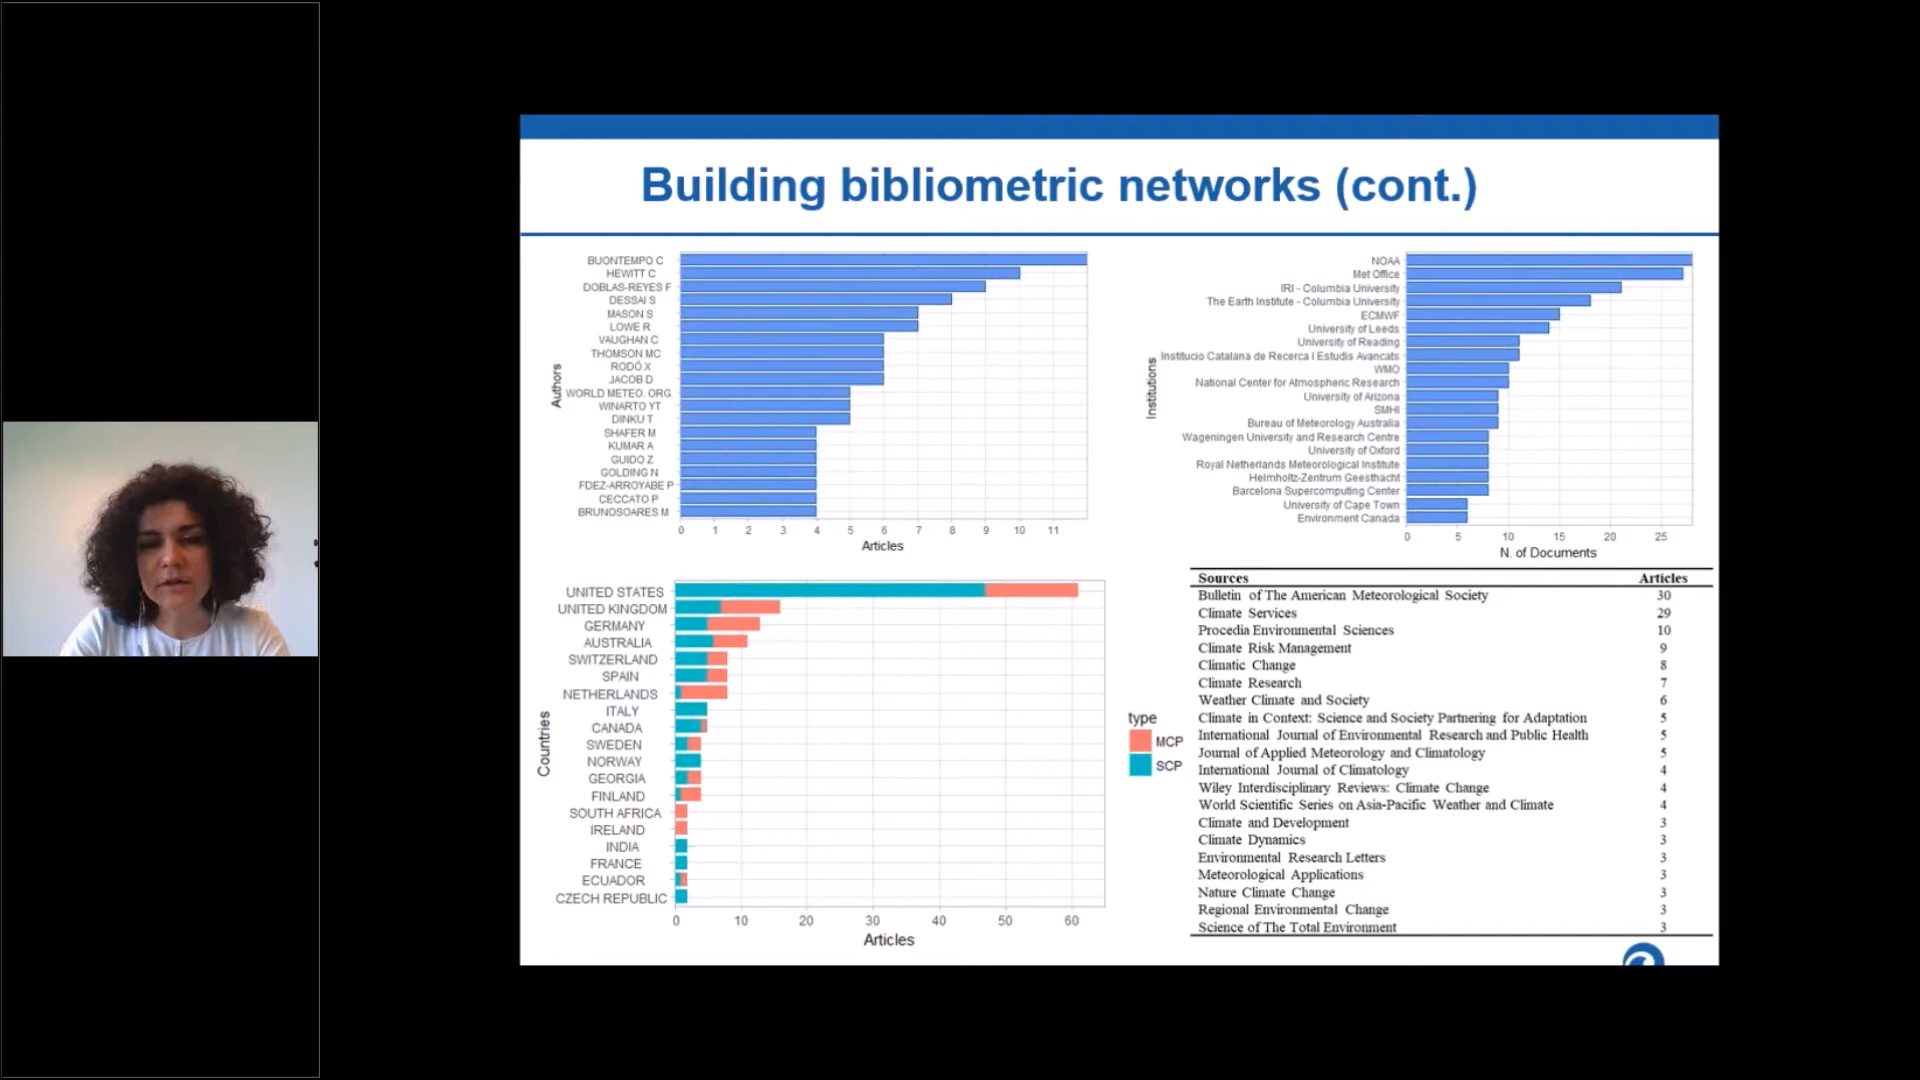 Building bibliometric networks (cont.)
Authors
BUONTEMPO C
HEWITT C
DOBLAS-REYES F
DESSAI S
MASON S
LOWE R
VAUGHAN C
THOMSON MC
RODÓ X
JACOB D
WORLD METEO. ORG.
WINARTO YT
DINKU T
SHAFER M
KUMAR A
GUIDO Z
GOLDING N
FDEZ-ARROYABE P
CECCATO P
BRUNOSOARES M
0 1 2 3 4 5 6 7 8 9 10 11
Articles
Institutions
NOAA
Met Office
IRI - Columbia University
The Earth Institute - Columbia University
ECMWF
University of Leeds
University of Reading
Institucio Catalana de Recerca I Estudis Avancats
WMO
National Center for Atmospheric Research
University of Arizona
SMHI
Bureau of Meteorology Australia
Wageningen University and Research Centre
University of Oxford
Royal Netherlands Meteorological Institute
Helmholtz-Zentrum Geesthacht
Barcelona Supercomputing Center
University of Cape Town
Environment Canada
0 5 10 15 20 25
N. of Documents
Countries
UNITED STATES
UNITED KINGDOM
GERMANY
AUSTRALIA
SWITZERLAND
SPAIN
NETHERLANDS
ITALY
CANADA
SWEDEN
NORWAY
GEORGIA
FINLAND
SOUTH AFRICA
IRELAND
INDIA
FRANCE
ECUADOR
CZECH REPUBLIC
0 10 20 30 40 50 60
Articles
type
MCP
SCP
Sources Articles
Bulletin of The American Meteorological Society 30
Climate Services 29
Procedia Environmental Sciences 10
Climate Risk Management 9
Climatic Change 8
Climate Research 7
Weather Climate and Society 6
Climate in Context: Science and Society Partnering for Adaptation 5
International Journal of Environmental Research and Public Health 5
Journal of Applied Meteorology and Climatology 5
International Journal of Climatology 4
Wiley Interdisciplinary Reviews: Climate Change 4
World Scientific Series on Asia-Pacific Weather and Climate 4
Climate and Development 3
Climate Dynamics 3
Environmental Research Letters 3
Meteorological Applications 3
Nature Climate Change 3
Regional Environmental Change 3
Science of The Total Environment 3